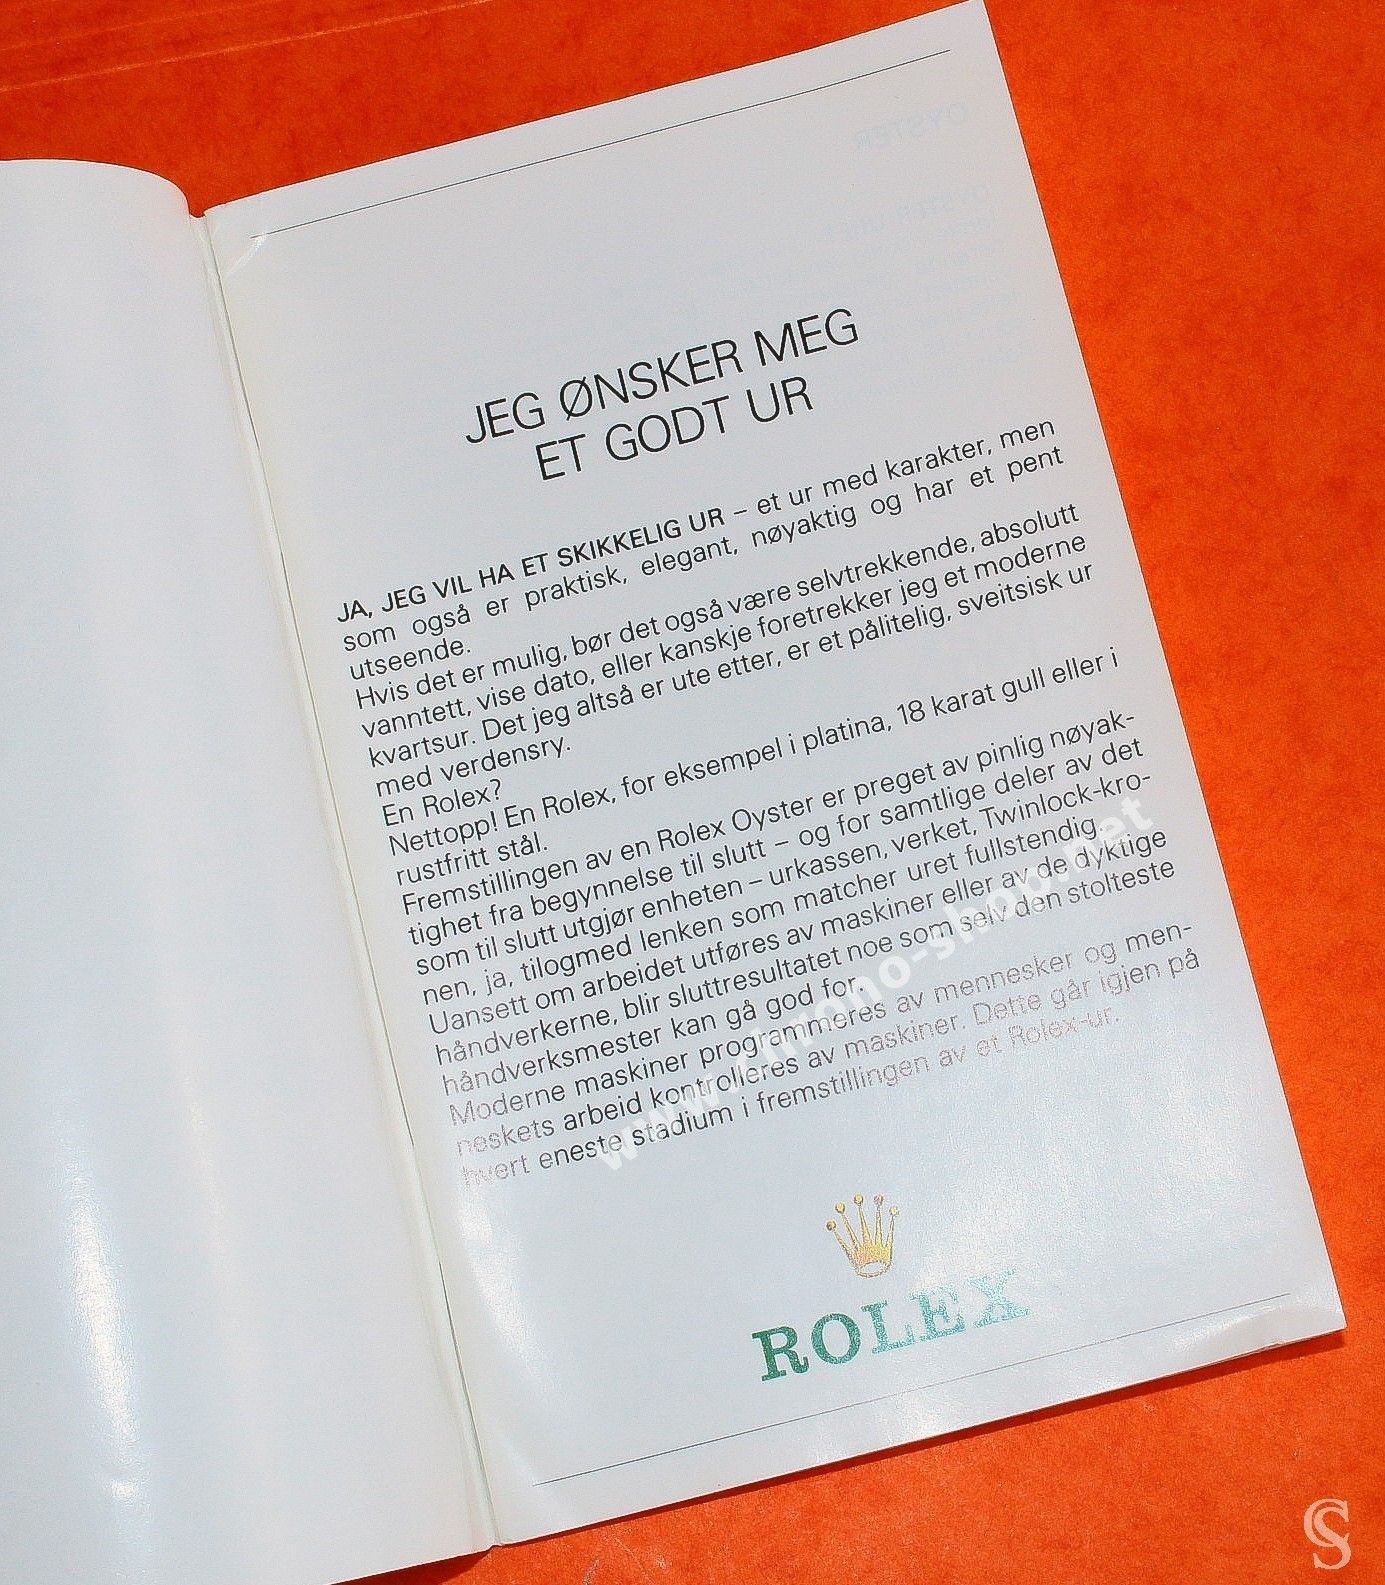 JEG ØNSKER MEG
ET GODT UR
JA, JEG VIL HA ET SKIKKELIG UR – et ur med karakter, men
som også er praktisk, elegant, nøyaktig og har et pent
utseende.
Hvis det er mulig, bør det også være selvtrekkende, absolutt
vanntett, vise dato, eller kanskje foretrekker jeg et moderne
kvartsur. Det jeg altså er ute etter, er et pålitelig, sveitsisk ur
med verdensry.
En Rolex?
Nettopp! En Rolex, for eksempel i platina, 18 karat gull eller i
rustfritt stål.
Fremstillingen av en Rolex Oyster er preget av pinlig nøyak-
tighet fra begynnelse til slutt – og for samtlige deler av det
som til slutt utgjør enheten – urkassen, verket, Twinlock-kro-
nen, ja, tilogmed lenken som matcher uret fullstendig
Uansett om arbeidet utføres av maskiner eller av de dyktige
håndverkerne, blir sluttresultatet noe som selv den stolteste
håndverksmester kan gå god for.
Moderne maskiner programmeres av mennesker og men-
neskets arbeid kontrolleres av maskiner. Dette går igjen på
hvert eneste stadium i fremstillingen av et Rolex-ur.
ROLEX
www.chrono-shop.net
OYSTER